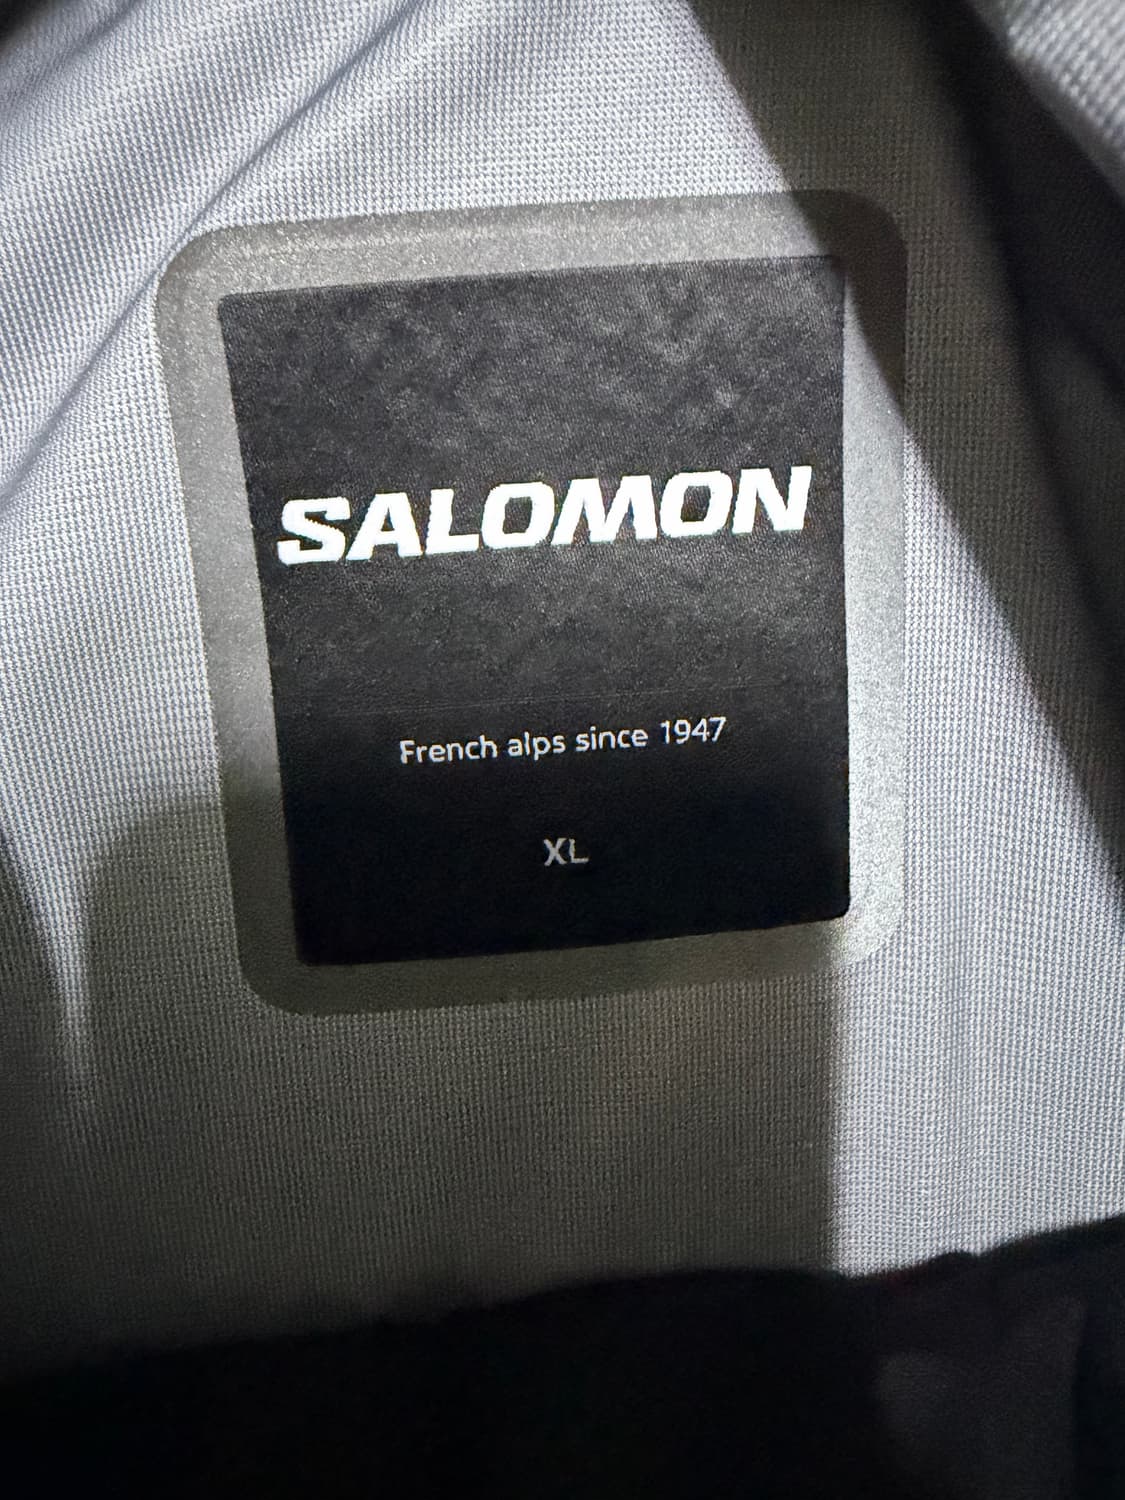 SALOMON
French alps since 1947
XL